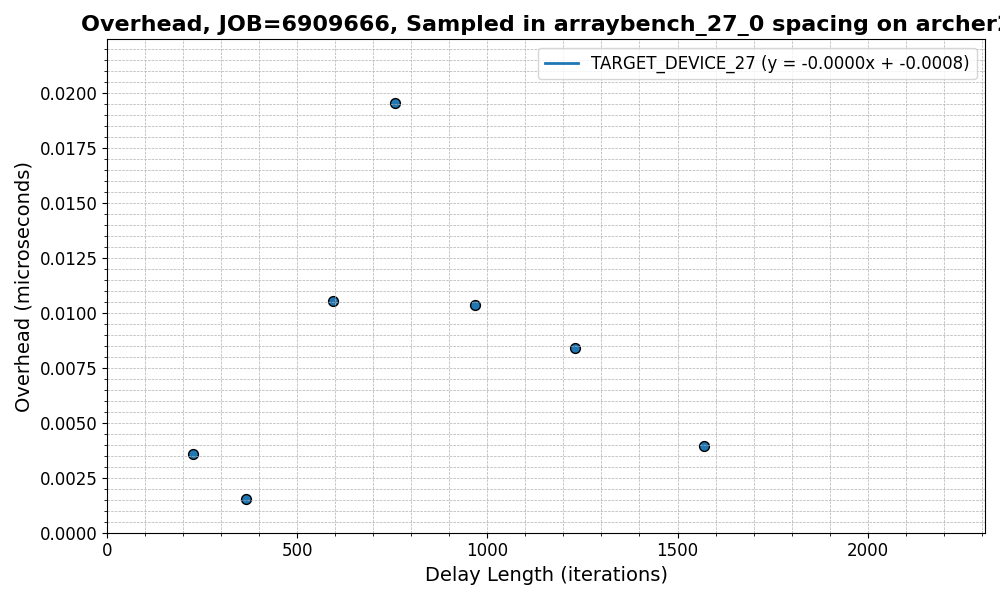 Overhead, JOB=6909666, Sampled in arraybench_27_0 spacing on archer
TARGET_DEVICE_27 (y = -0.0000x + -0.0008)
Overhead (microseconds)
0.0200
0.0175
0.0150
0.0125
0.0100
0.0075
0.0050
0.0025
0.0000
0 500 1000 1500 2000
Delay Length (iterations)